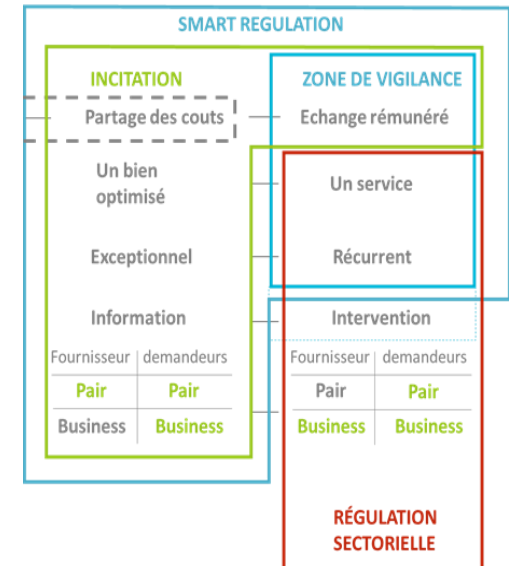 SMART REGULATION
INCITATION
ZONE DE VIGILANCE
Partage des couts
Echange rémunéré
Un bien
optimisé
Un service
Exceptionnel
Récurrent
Information
Intervention
Fournisseur demandeurs
Fournisseur demandeurs
Pair Pair
Pair Pair
Business Business
Business Business
RÉGULATION
SECTORIELLE